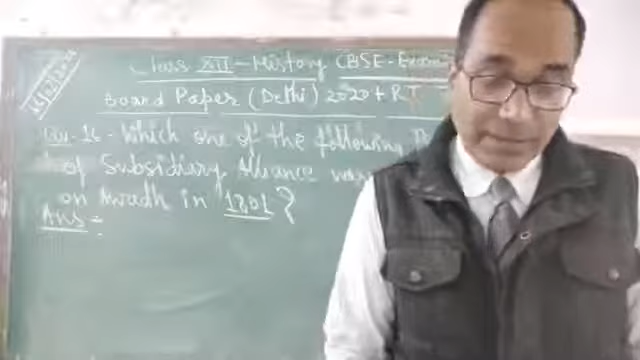 Class XII - History CBSE - Exam
Board Paper (Delhi) 2020 + RT
Qu. 16 - Which one of the following
of Subsidiary Alliance was
on Awadh in 1801?
Ans =